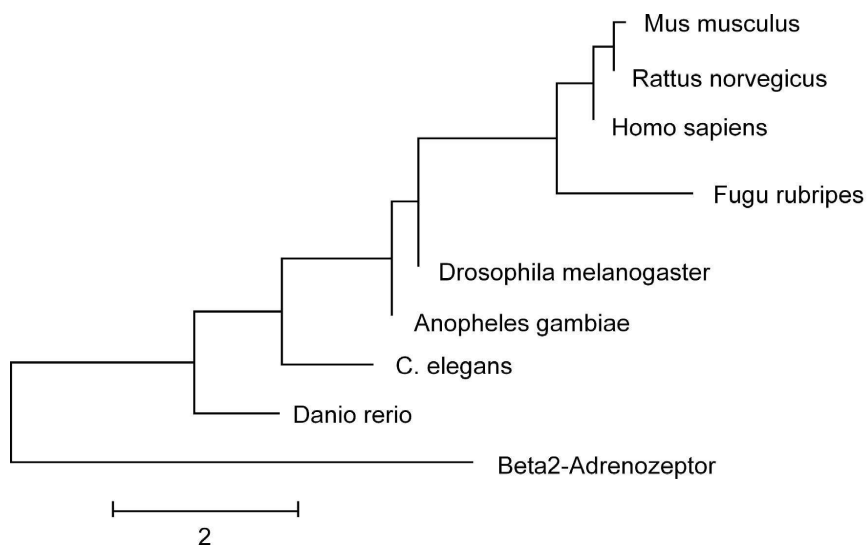 Mus musculus
Rattus norvegicus
Homo sapiens
Fugu rubripes
Drosophila melanogaster
Anopheles gambiae
C. elegans
Danio rerio
Beta2-Adrenozeptor
2